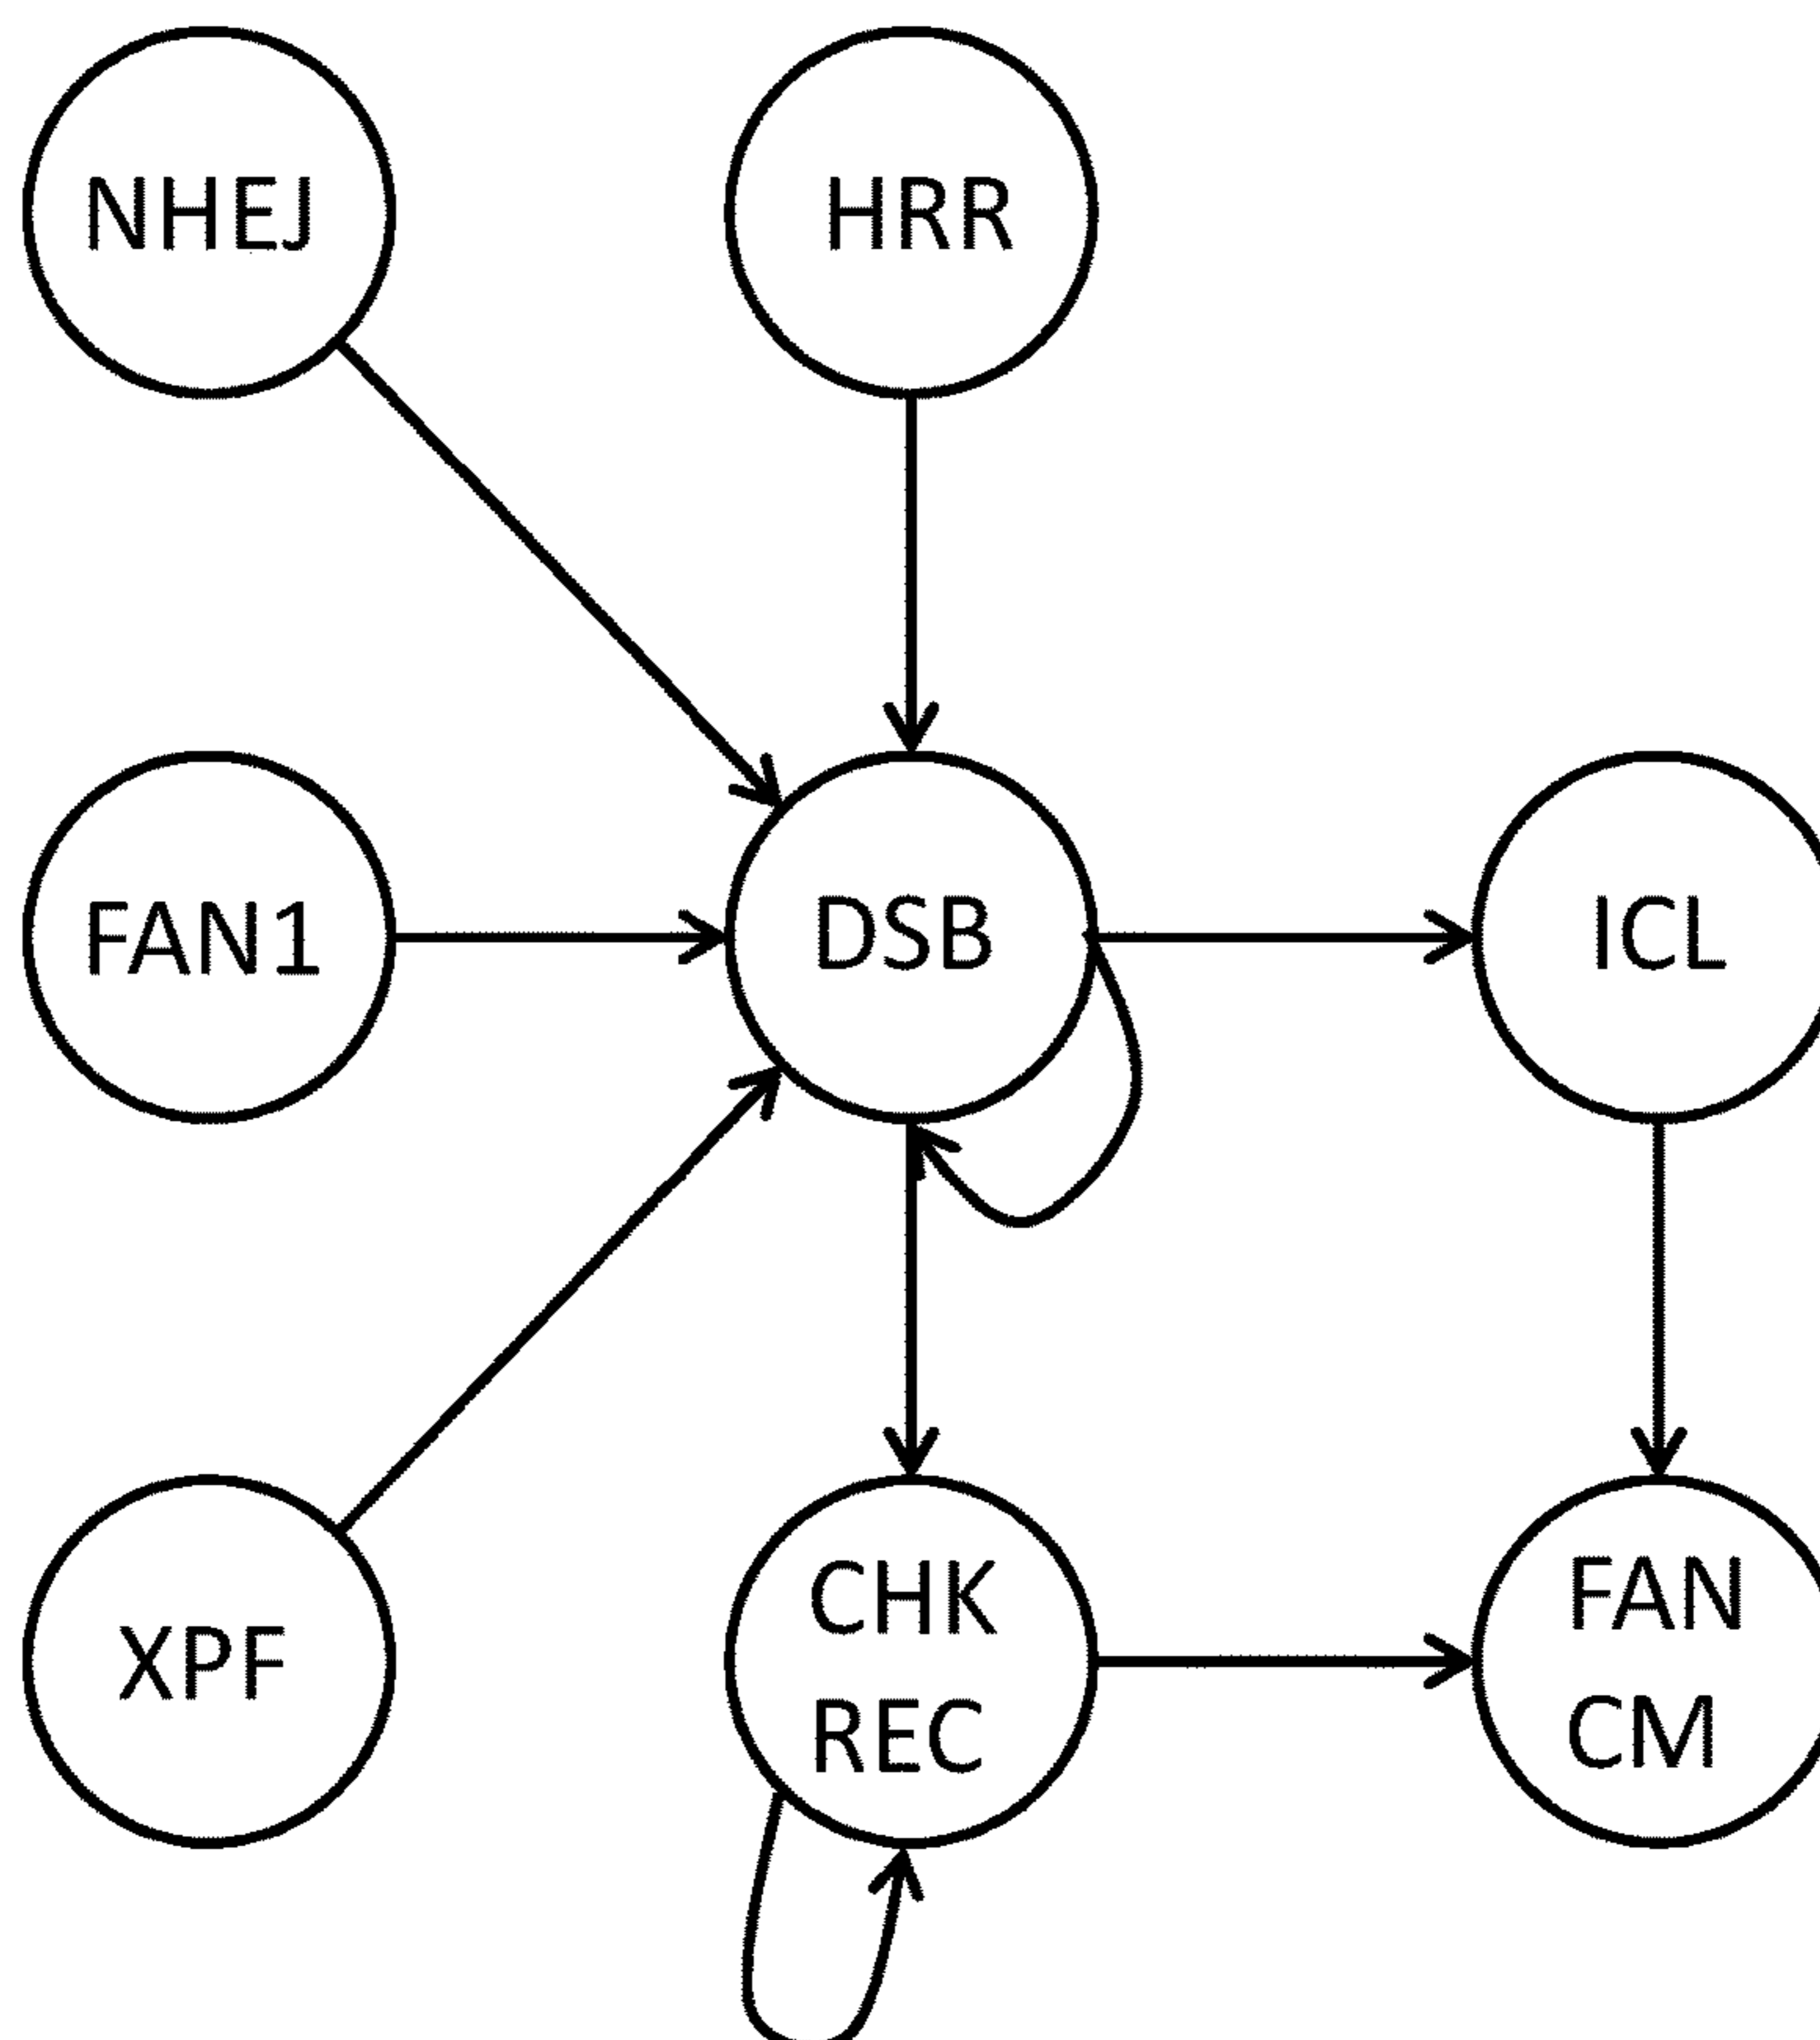 NHEJ
HRR
FAN1
DSB
ICL
XPF
CHK
REC
FAN
CM